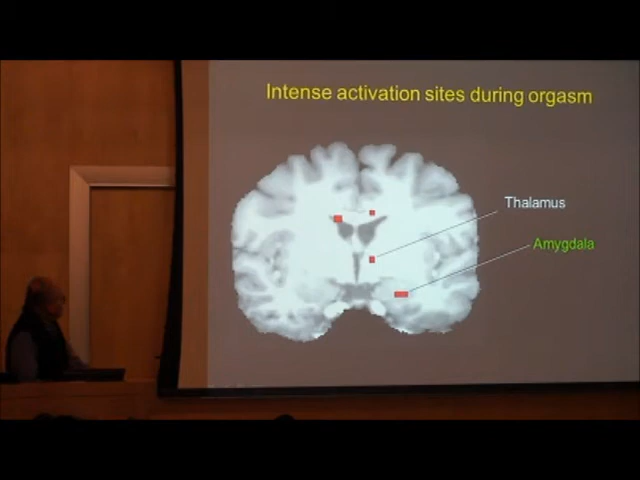 Intense activation sites during orgasm
Thalamus
Amygdala